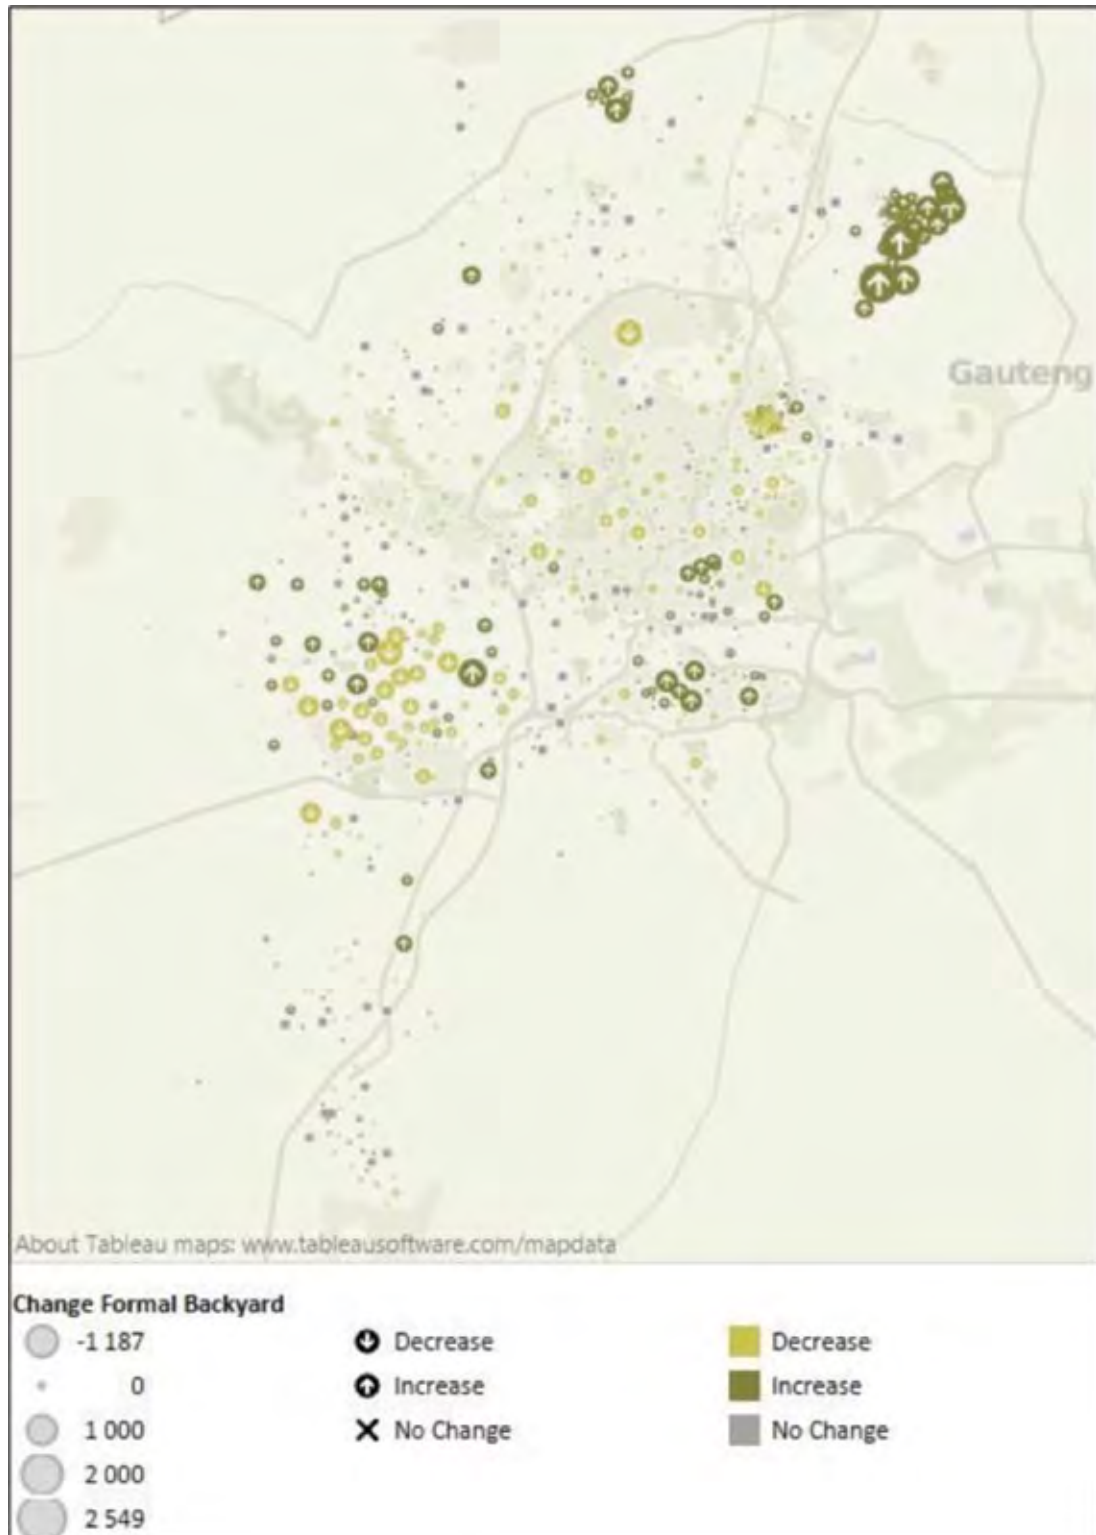 Gauteng
About Tableau maps: www.tableausoftware.com/mapdata
Change Formal Backyard
-1 187
0
1 000
2 000
2 549
Decrease
Increase
No Change
Decrease
Increase
No Change